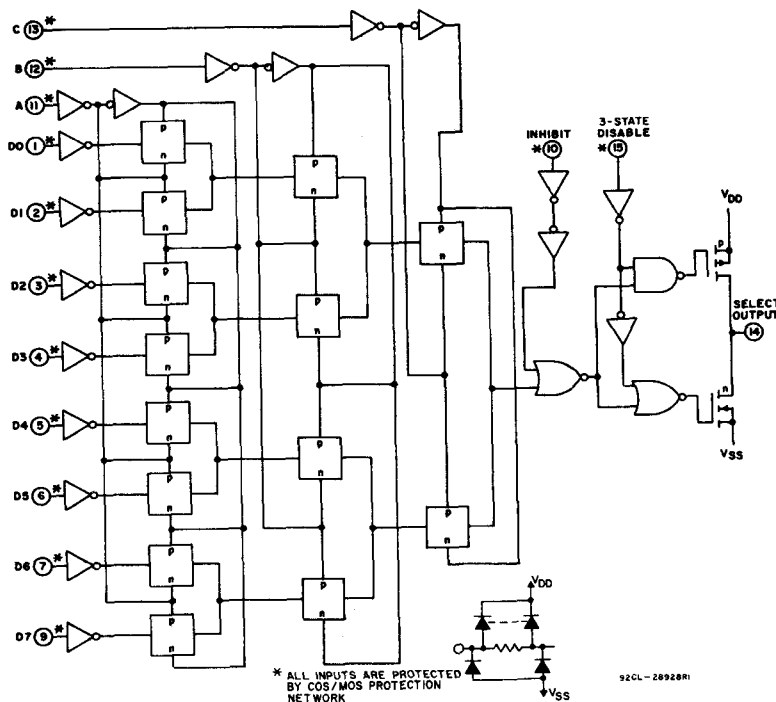 C 13 *
B 12 *
A 11 *
D0 1 *
D1 2 *
D2 3 *
D3 4 *
D4 5 *
D5 6 *
D6 7 *
D7 9 *
p
n
p
n
p
n
p
n
p
n
p
n
p
n
p
n
p
n
p
n
p
n
p
n
p
n
p
n
INHIBIT
* 10
3-STATE
DISABLE
* 15
VDD
p
SELECT
OUTPUT
14
n
VSS
VDD
VSS
* ALL INPUTS ARE PROTECTED
BY COS/MOS PROTECTION
NETWORK
92CL-28928R1